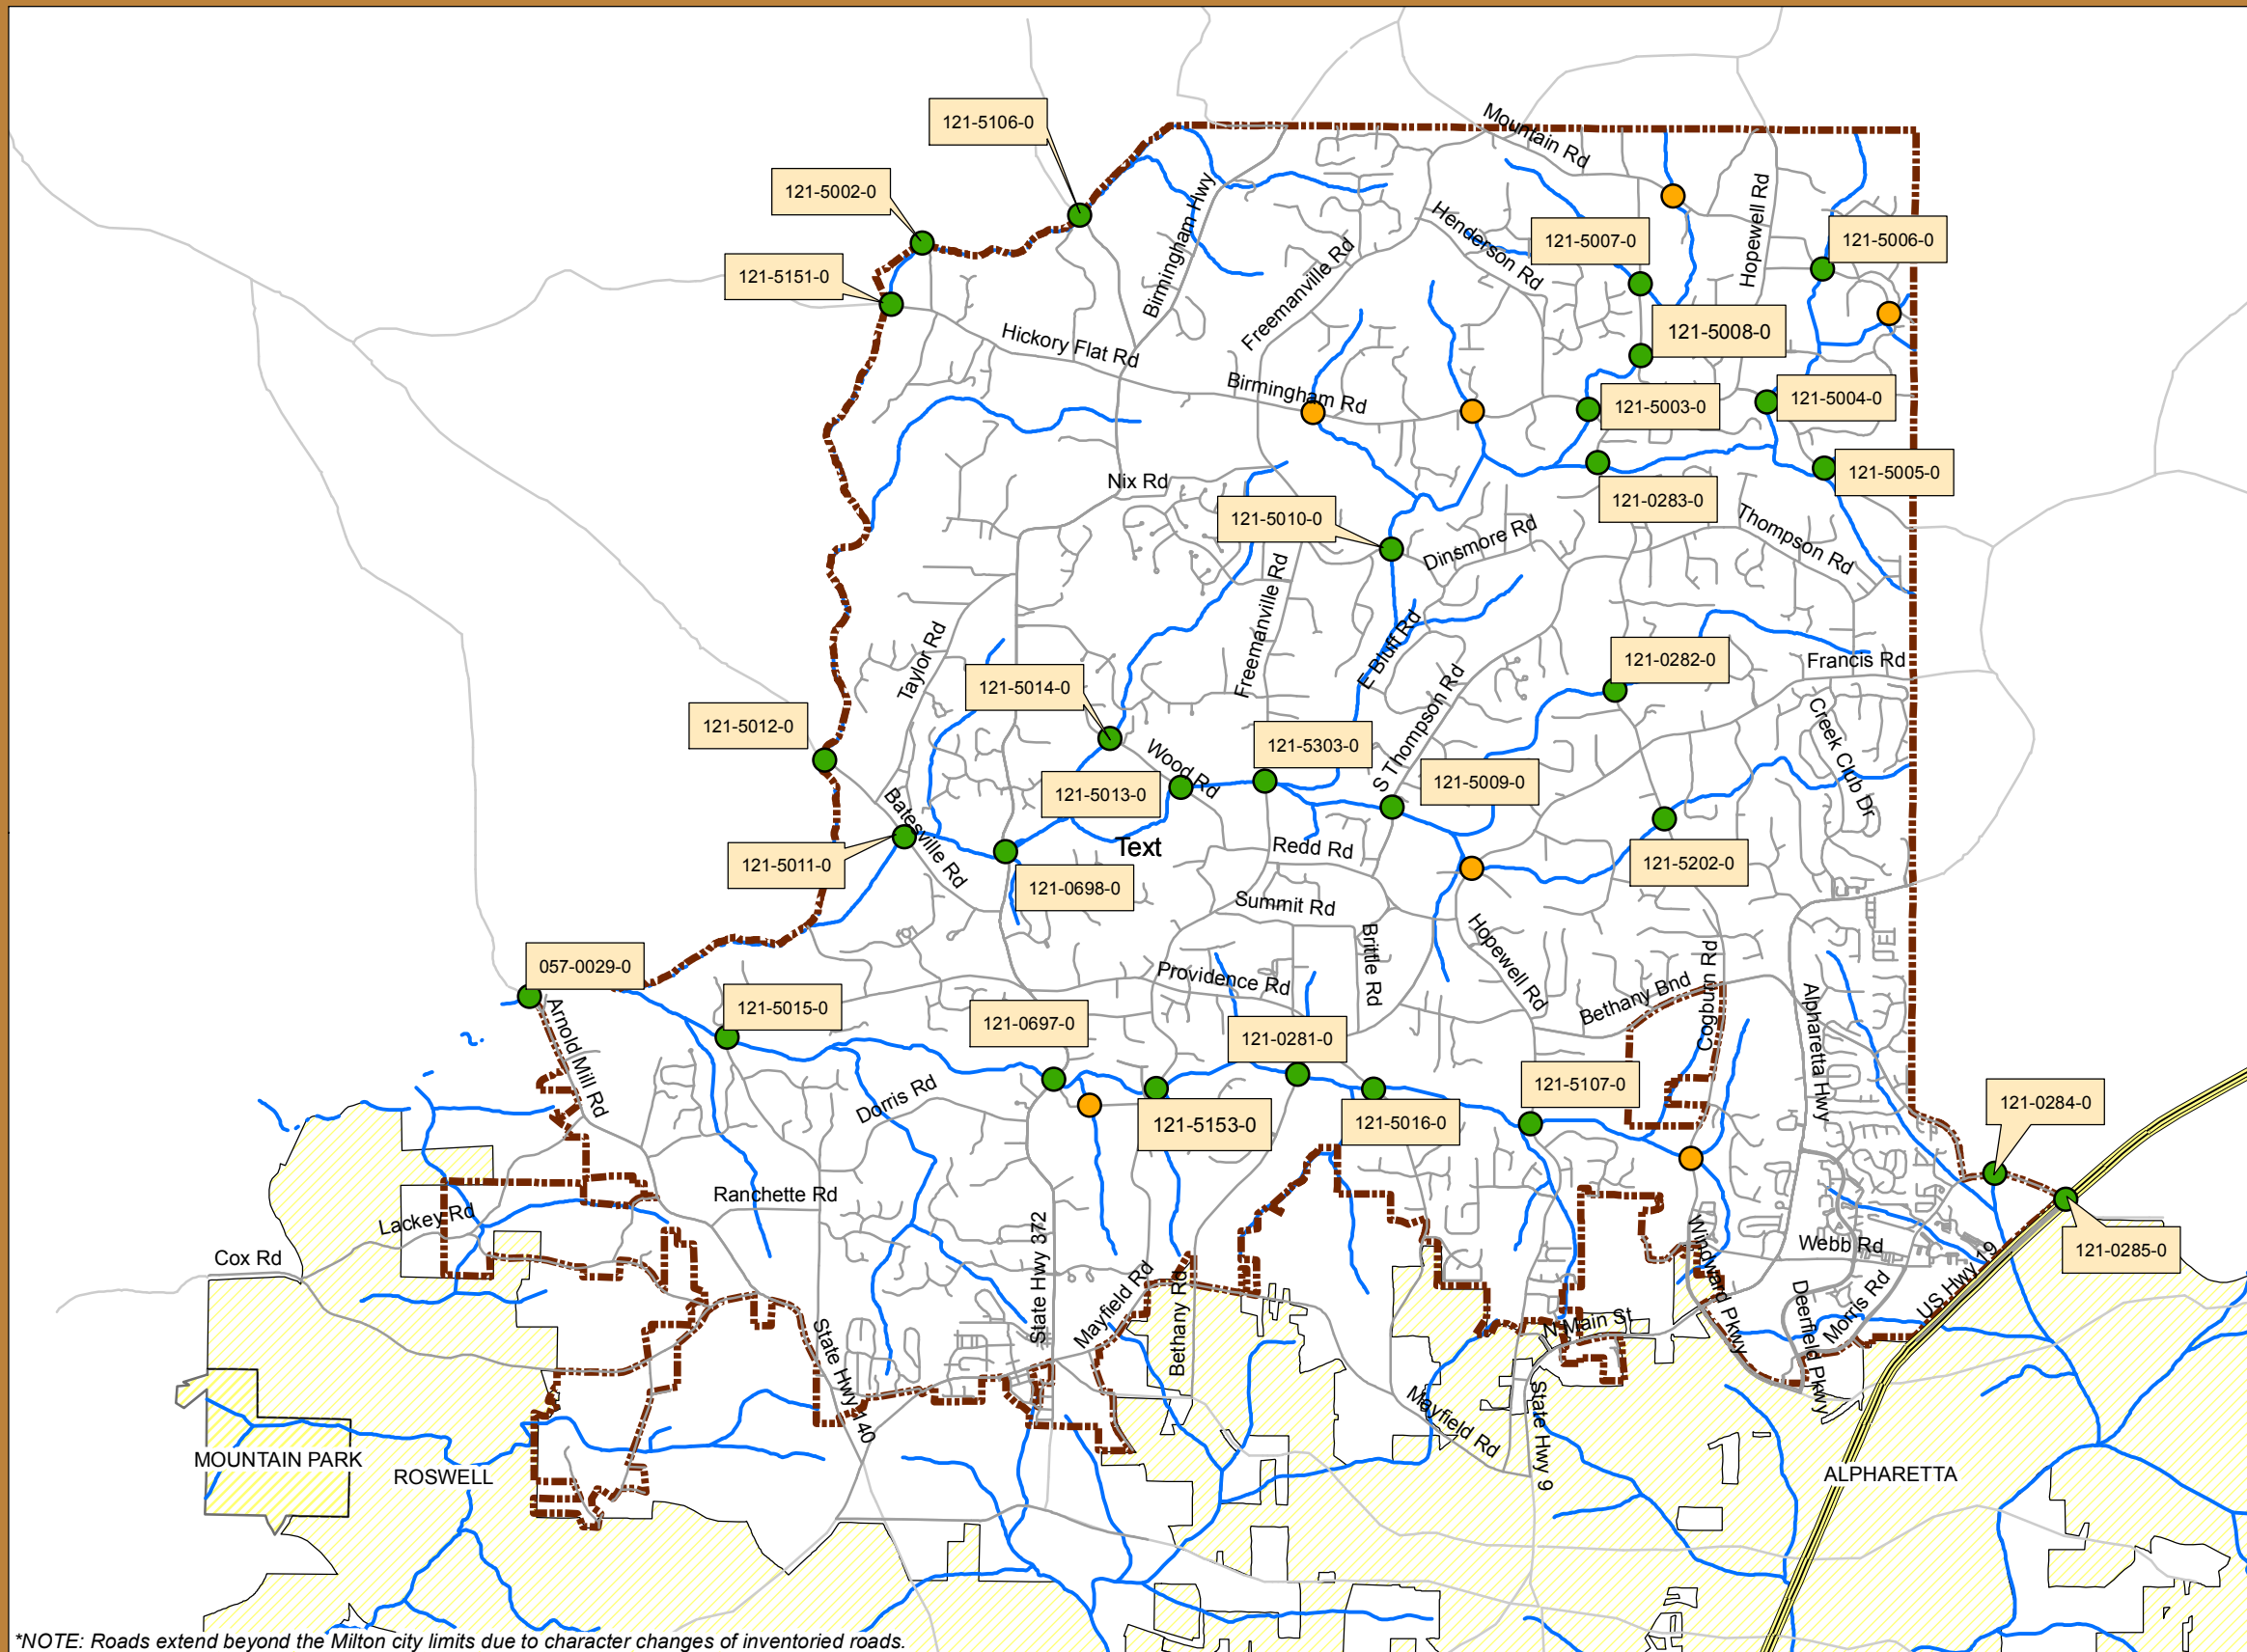 121-5106-0
Mountain Rd
121-5002-0
Birmingham Hwy
Hopewell Rd
Henderson Rd
121-5007-0
121-5006-0
121-5151-0
Freemanville Rd
Hickory Flat Rd
121-5008-0
Birmingham Rd
121-5003-0
121-5004-0
Nix Rd
121-5005-0
121-0283-0
121-5010-0
Dinsmore Rd
Thompson Rd
Freemanville Rd
Taylor Rd
E Bluff Rd
121-0282-0
Francis Rd
121-5014-0
S Thompson Rd
Creek Club Dr
121-5012-0
121-5303-0
Wood Rd
121-5009-0
121-5013-0
Batesville Rd
Text
Redd Rd
121-5011-0
121-5202-0
121-0698-0
Summit Rd
Brittle Rd
Hopewell Rd
057-0029-0
Providence Rd
Bethany Bnd
Cogburn Rd
Alpharetta Hwy
121-5015-0
121-0697-0
121-0281-0
Arnold Mill Rd
Dorris Rd
121-5107-0
121-0284-0
121-5153-0
121-5016-0
Ranchette Rd
Lackey Rd
Cox Rd
State Hwy 372
Mayfield Rd
Bethany Rd
Windward Pkwy
Webb Rd
121-0285-0
US Hwy 19
Morris Rd
Deerfield Pkwy
N Main St
State Hwy 140
Mayfield Rd
State Hwy 9
MOUNTAIN PARK
ROSWELL
ALPHARETTA
*NOTE: Roads extend beyond the Milton city limits due to character changes of inventoried roads.